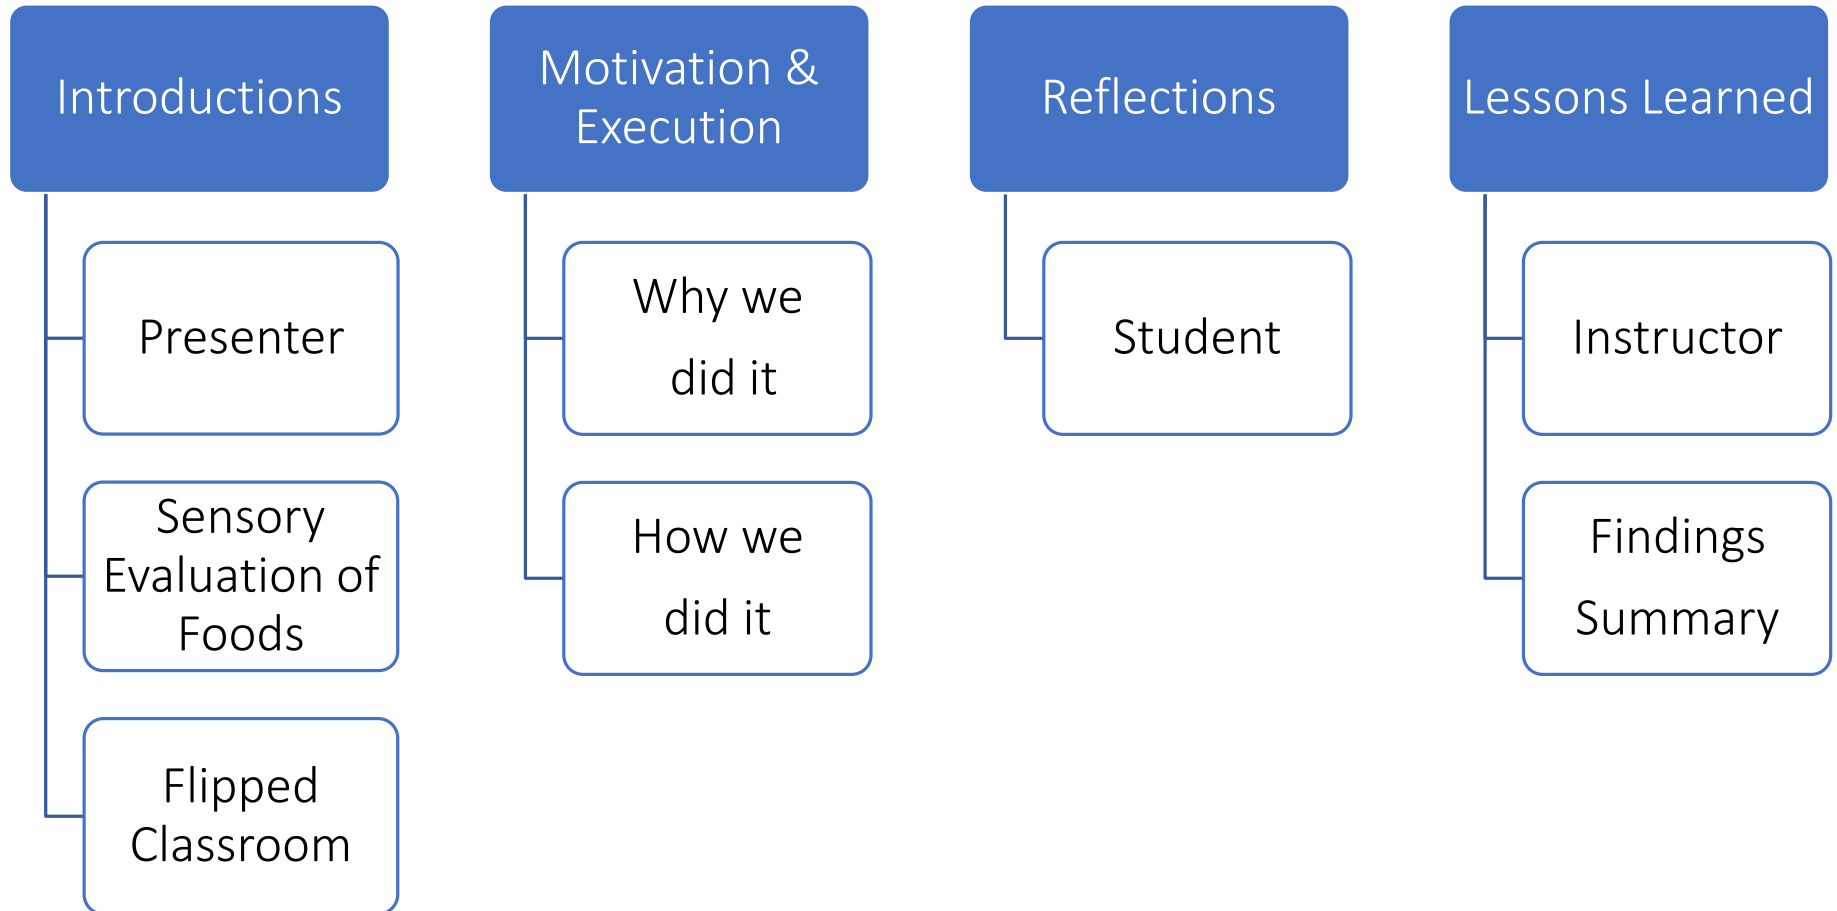 Introductions
Presenter
Sensory
Evaluation of
Foods
Flipped
Classroom
Motivation &
Execution
Why we
did it
How we
did it
Reflections
Student
Lessons Learned
Instructor
Findings
Summary